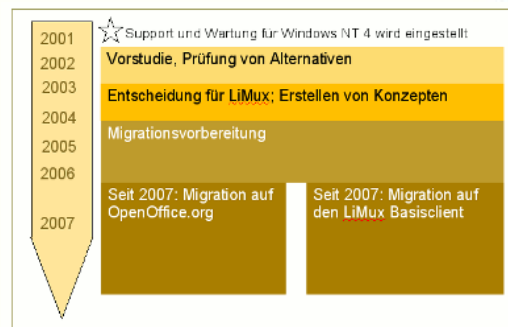 2001
Support und Wartung für Windows NT 4 wird eingestellt
2002
Vorstudie, Prüfung von Alternativen
2003
Entscheidung für LiMux; Erstellen von Konzepten
2004
Migrationsvorbereitung
2005
2006
Seit 2007: Migration auf
OpenOffice.org
Seit 2007: Migration auf
den LiMux Basisclient
2007